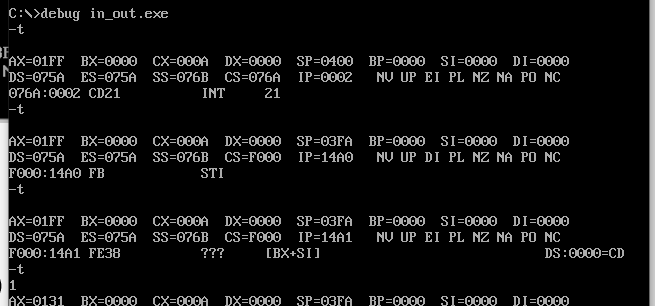 C:\>debug in_out.exe
-t
AX=01FF BX=0000 CX=000A DX=0000 SP=0400 BP=0000 SI=0000 DI=0000
DS=075A ES=075A SS=076B CS=076A IP=0002 NV UP EI PL NZ NA PO NC
076A:0002 CD21 INT 21
-t
AX=01FF BX=0000 CX=000A DX=0000 SP=03FA BP=0000 SI=0000 DI=0000
DS=075A ES=075A SS=076B CS=F000 IP=14A0 NV UP DI PL NZ NA PO NC
F000:14A0 FB STI
-t
AX=01FF BX=0000 CX=000A DX=0000 SP=03FA BP=0000 SI=0000 DI=0000
DS=075A ES=075A SS=076B CS=F000 IP=14A1 NV UP EI PL NZ NA PO NC
F000:14A1 FE38 ??? [BX+SI] DS:0000=CD
-t
1
AX=0131 BX=0000 CX=000A DX=0000 SP=03FA BP=0000 SI=0000 DI=0000